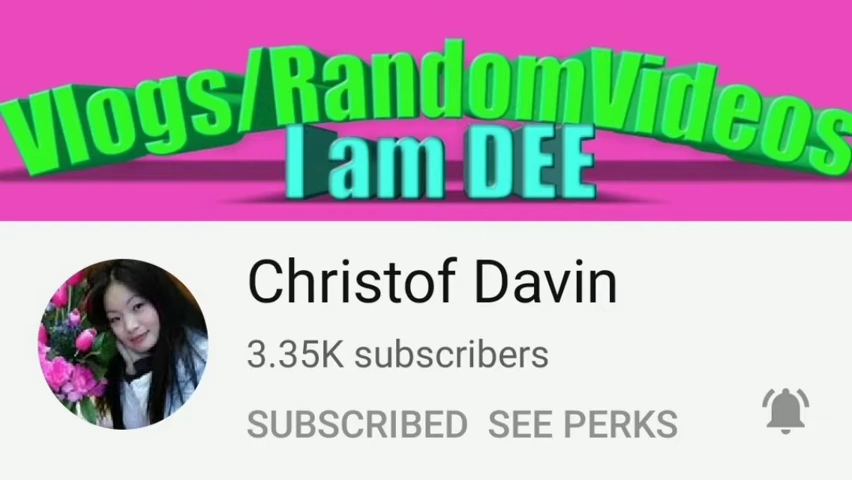 Vlogs/RandomVideos
I am DEE
Christof Davin
3.35K subscribers
SUBSCRIBED SEE PERKS